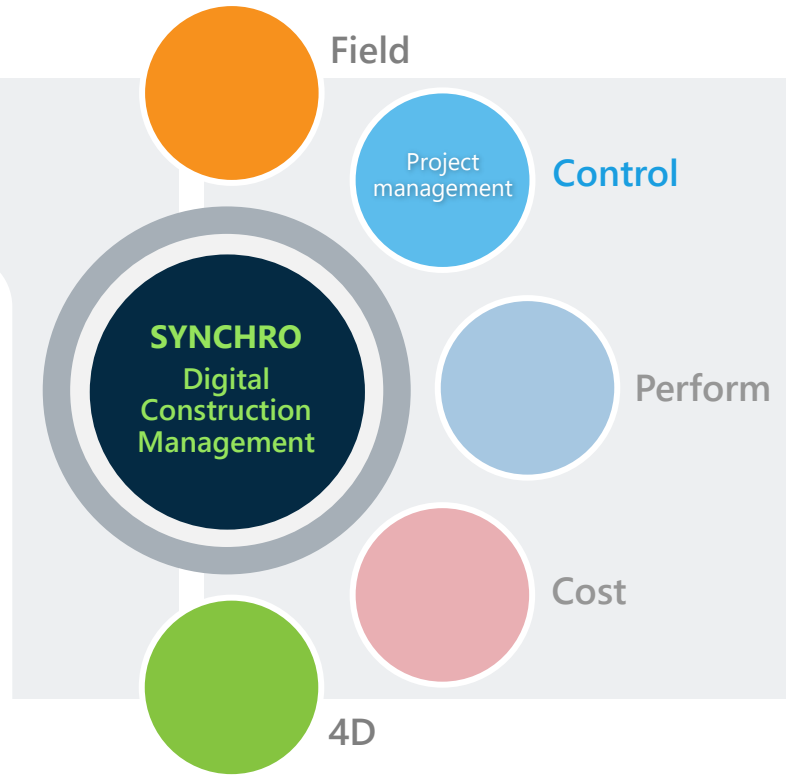 Field
Project
management
Control
SYNCHRO
Digital
Construction
Management
Perform
Cost
4D